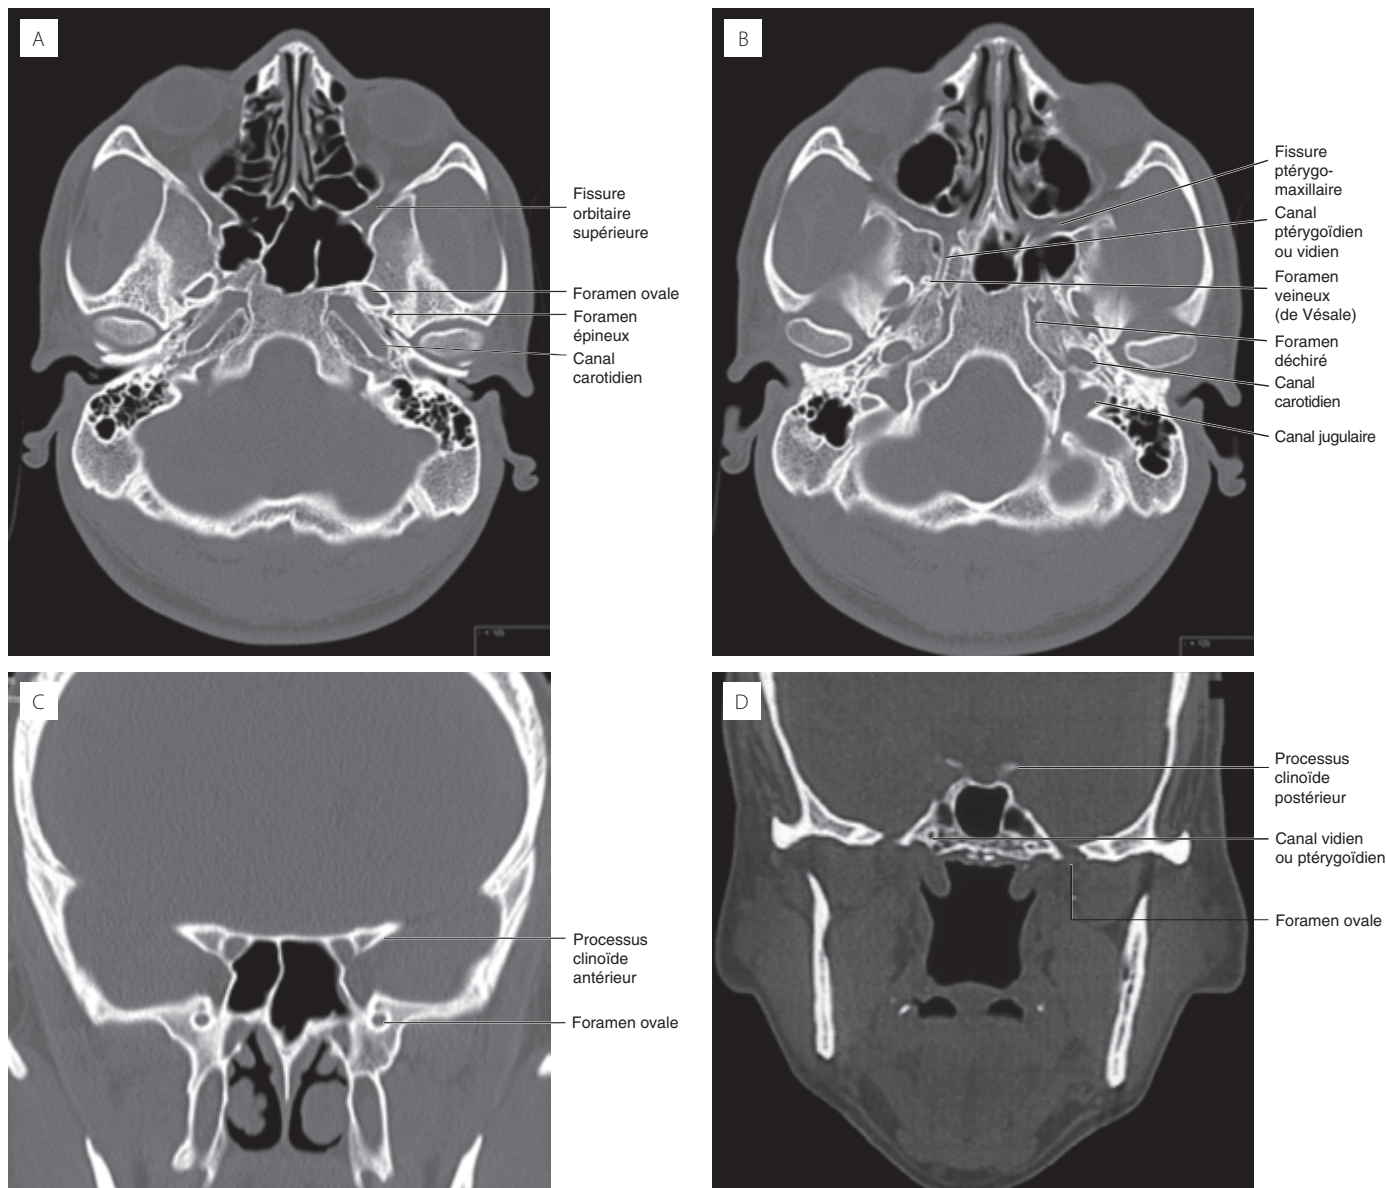 A
Fissure
orbitaire
supérieure
Foramen ovale
Foramen
épineux
Canal
carotidien
B
Fissure
ptérygo-
maxillaire
Canal
ptérygoïdien
ou vidien
Foramen
veineux
(de Vésale)
Foramen
déchiré
Canal
carotidien
Canal jugulaire
C
Processus
clinoïde
antérieur
Foramen ovale
D
Processus
clinoïde
postérieur
Canal vidien
ou ptérygoïdien
Foramen ovale